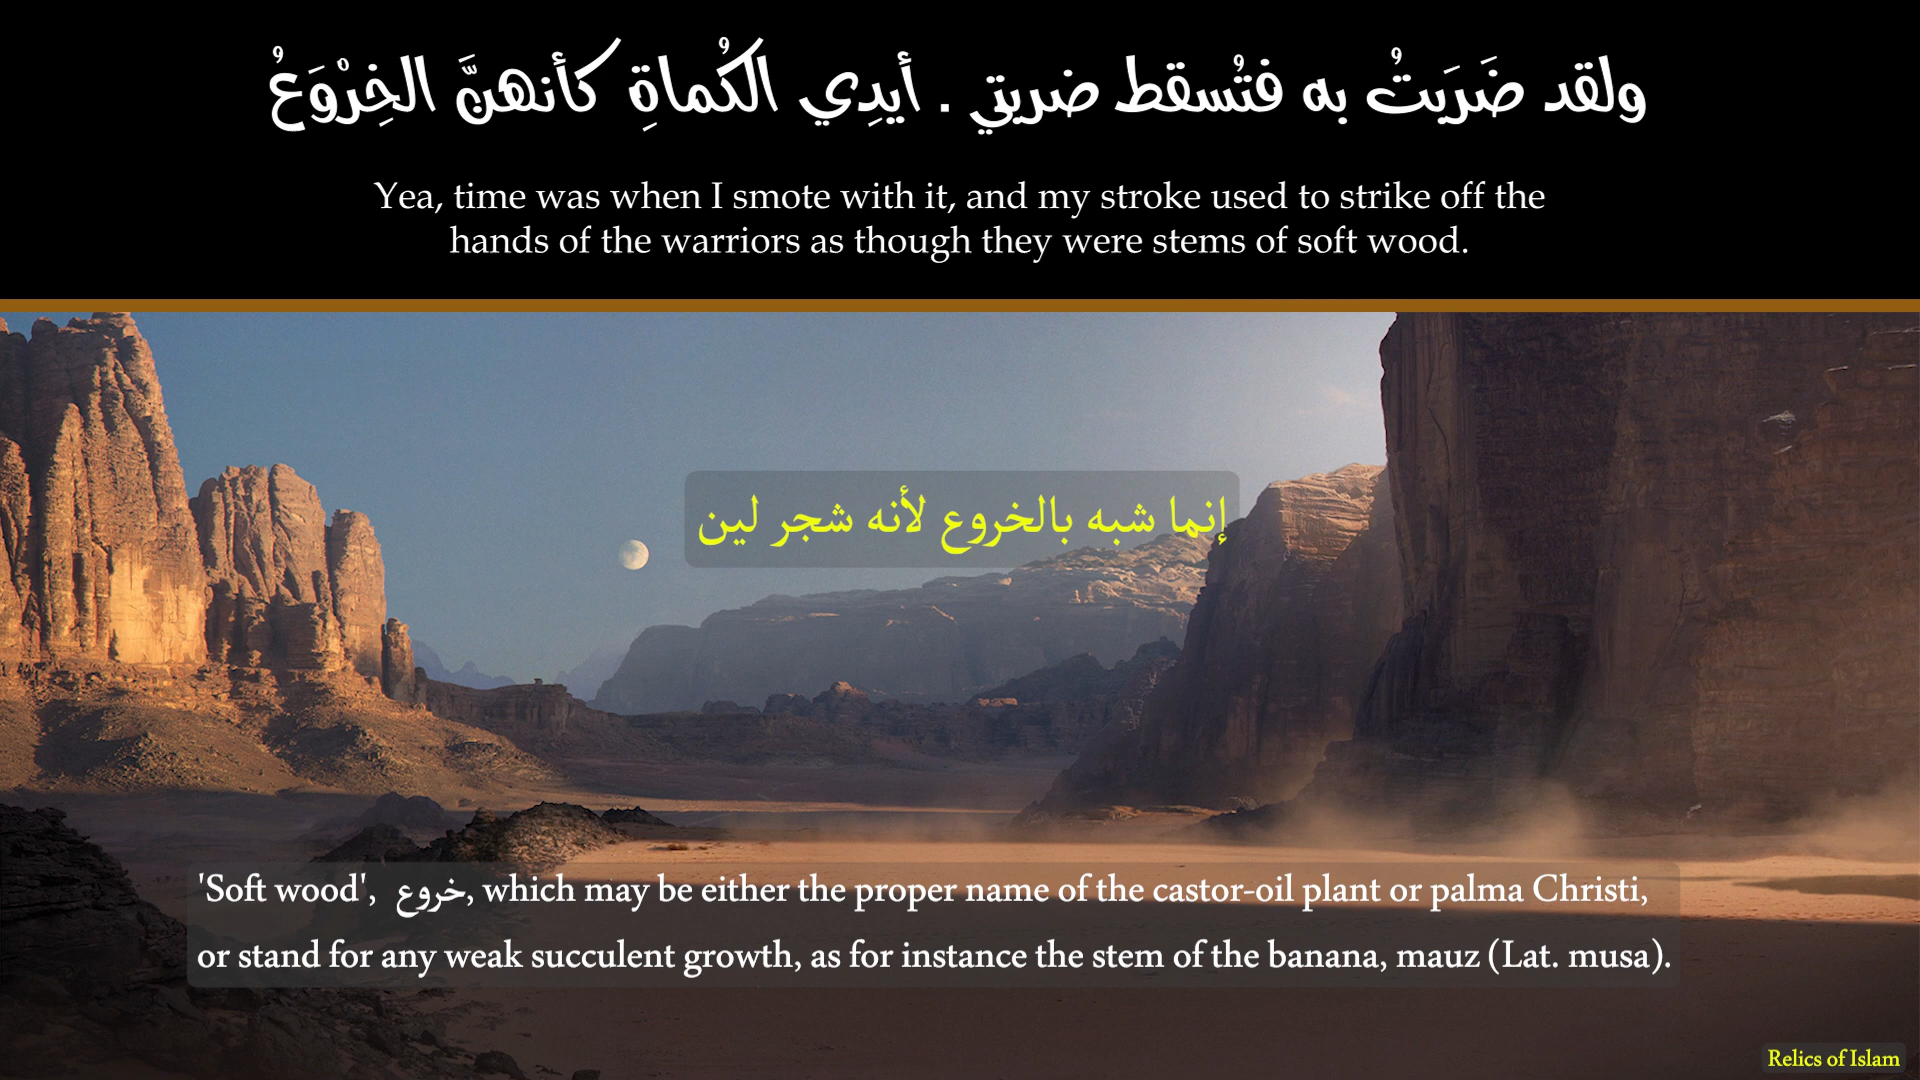 ولقد ضَرَبتُ به فتُسقط ضربتي . أيدِي الكُماةِ كأنهنَّ الخِرْوَعُ
Yea, time was when I smote with it, and my stroke used to strike off the
hands of the warriors as though they were stems of soft wood.
إنما شبه بالخروع لأنه شجر لين
'Soft wood', خروع, which may be either the proper name of the castor-oil plant or palma Christi,
or stand for any weak succulent growth, as for instance the stem of the banana, mauz (Lat. musa).
Relics of Islam